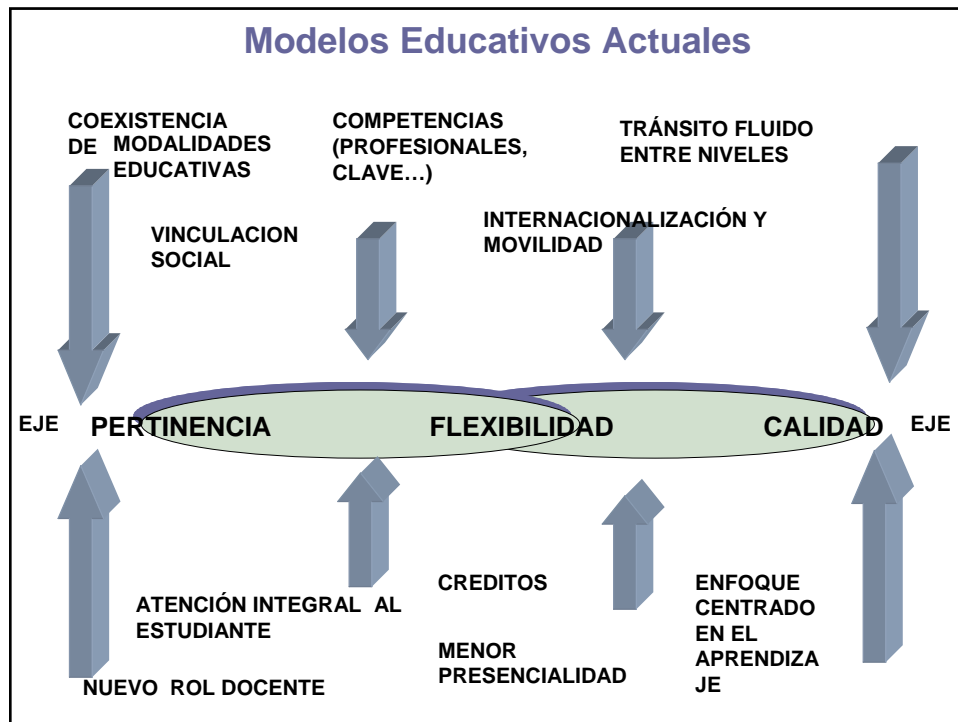 Modelos Educativos Actuales
COEXISTENCIA
DE MODALIDADES
EDUCATIVAS
COMPETENCIAS
(PROFESIONALES,
CLAVE…)
TRÁNSITO FLUIDO
ENTRE NIVELES
VINCULACION
SOCIAL
INTERNACIONALIZACIÓN Y
MOVILIDAD
EJE PERTINENCIA FLEXIBILIDAD CALIDAD EJE
ATENCIÓN INTEGRAL AL
ESTUDIANTE
NUEVO ROL DOCENTE
CREDITOS
MENOR
PRESENCIALIDAD
ENFOQUE
CENTRADO
EN EL
APRENDIZA
JE